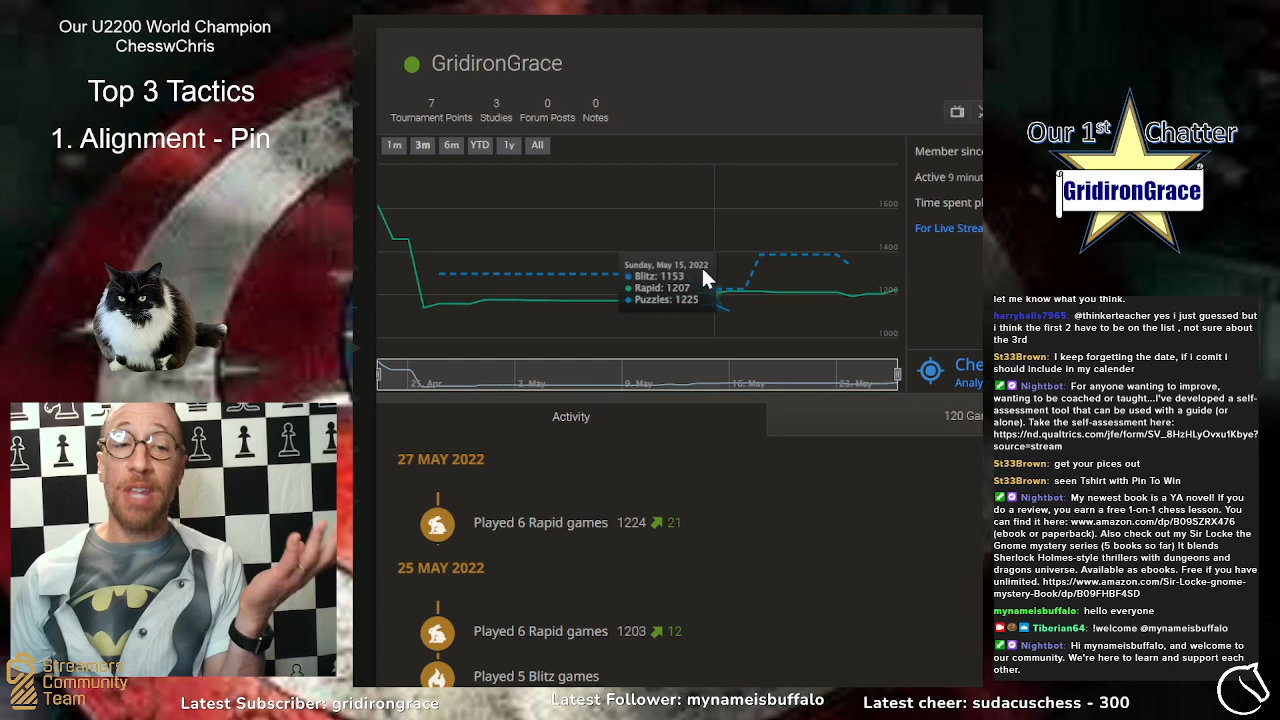 Our U2200 World Champion
ChesswChris
Top 3 Tactics
1. Alignment - Pin
GridironGrace
7
3
0
0
Tournament Points
Studies
Forum Posts
Notes
1m
3m
6m
YTD
1y
All
Member sinc
Active 9 minut
Time spent pl
For Live Strea
1600
1400
1200
1000
Sunday, May 15, 2022
Blitz: 1153
Rapid: 1207
Puzzles: 1225
25. Apr
2. May
9. May
16. May
23. May
Che
Analy
Activity
120 Ga
27 MAY 2022
Played 6 Rapid games 1224 21
25 MAY 2022
Played 6 Rapid games 1203 12
Played 5 Blitz games
Our 1st Chatter
GridironGrace
let me know what you think.
harryballs7965: @thinkerteacher yes i just guessed but
i think the first 2 have to be on the list , not sure about
the 3rd
St33Brown: I keep forgetting the date, if i comit i
should include in my calender
Nightbot: For anyone wanting to improve,
wanting to be coached or taught...I've developed a self-
assessment tool that can be used with a guide (or
alone). Take the self-assessment here:
https://nd.qualtrics.com/jfe/form/SV_8HzHLyOvxu1Kbye?
source=stream
St33Brown: get your pices out
St33Brown: seen Tshirt with Pin To Win
Nightbot: My newest book is a YA novel! If you
do a review, you earn a free 1-on-1 chess lesson. You
can find it here: www.amazon.com/dp/B09SZRX476
(ebook or paperback). Also check out my Sir Locke the
Gnome mystery series (5 books so far) It blends
Sherlock Holmes-style thrillers with dungeons and
dragons universe. Available as ebooks. Free if you have
unlimited. https://www.amazon.com/Sir-Locke-gnome-
mystery-Book/dp/B09FHBF4SD
mynameisbuffalo: hello everyone
Tiberian64: !welcome @mynameisbuffalo
Nightbot: Hi mynameisbuffalo, and welcome to
our community. We're here to learn and support each
other.
Streamers
Community
Team
Latest Subscriber: gridirongrace
Latest Follower: mynameisbuffalo
Latest cheer: sudacuschess - 300